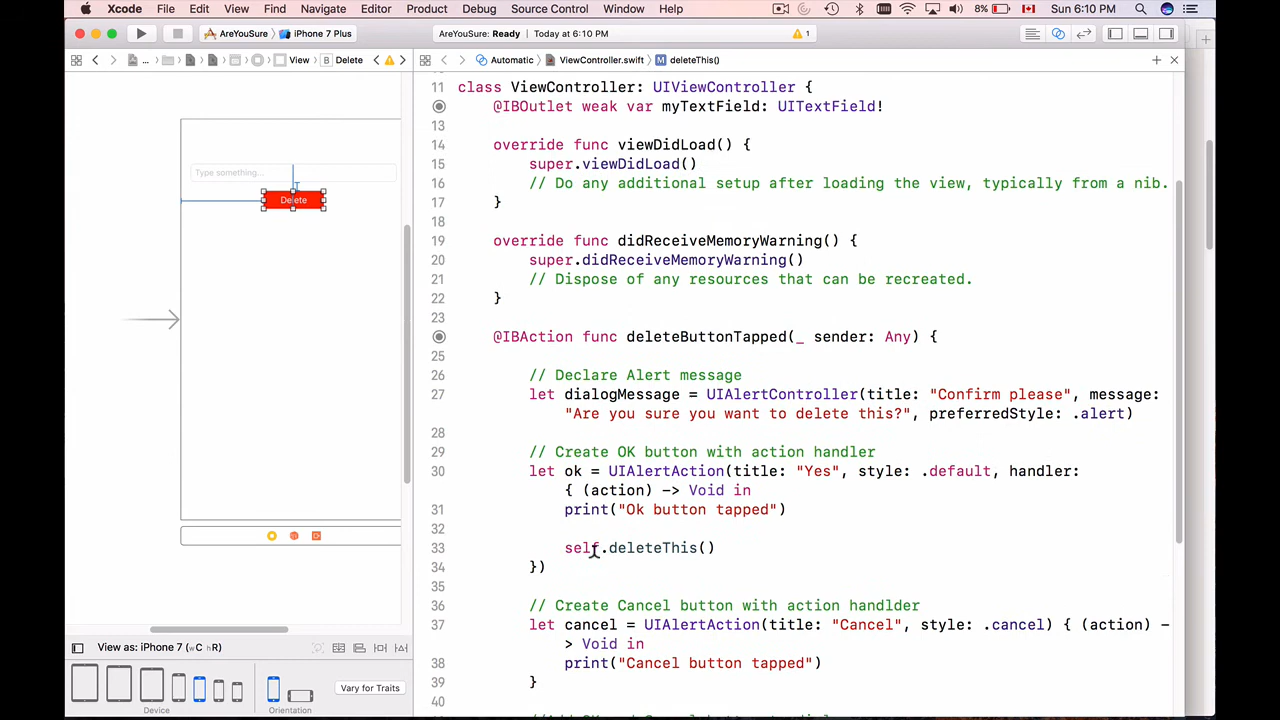 Xcode File Edit View Find Navigate Editor Product Debug Source Control Window Help 8% Sun 6:10 PM
AreYouSure iPhone 7 Plus AreYouSure: Ready Today at 6:10 PM 1
View B Delete Automatic ViewController.swift M deleteThis()
11 class ViewController: UIViewController {
@IBOutlet weak var myTextField: UITextField!
13
14 override func viewDidLoad() {
15 super.viewDidLoad()
16 // Do any additional setup after loading the view, typically from a nib.
17 }
18
19 override func didReceiveMemoryWarning() {
20 super.didReceiveMemoryWarning()
21 // Dispose of any resources that can be recreated.
22 }
23
@IBAction func deleteButtonTapped(_ sender: Any) {
25
26 // Declare Alert message
27 let dialogMessage = UIAlertController(title: "Confirm please", message:
"Are you sure you want to delete this?", preferredStyle: .alert)
28
29 // Create OK button with action handler
30 let ok = UIAlertAction(title: "Yes", style: .default, handler:
{ (action) -> Void in
31 print("Ok button tapped")
32
33 self.deleteThis()
34 })
35
36 // Create Cancel button with action handlder
37 let cancel = UIAlertAction(title: "Cancel", style: .cancel) { (action) -
> Void in
38 print("Cancel button tapped")
39 }
40
Type something...
Delete
View as: iPhone 7 (wC hR)
Vary for Traits
Device Orientation